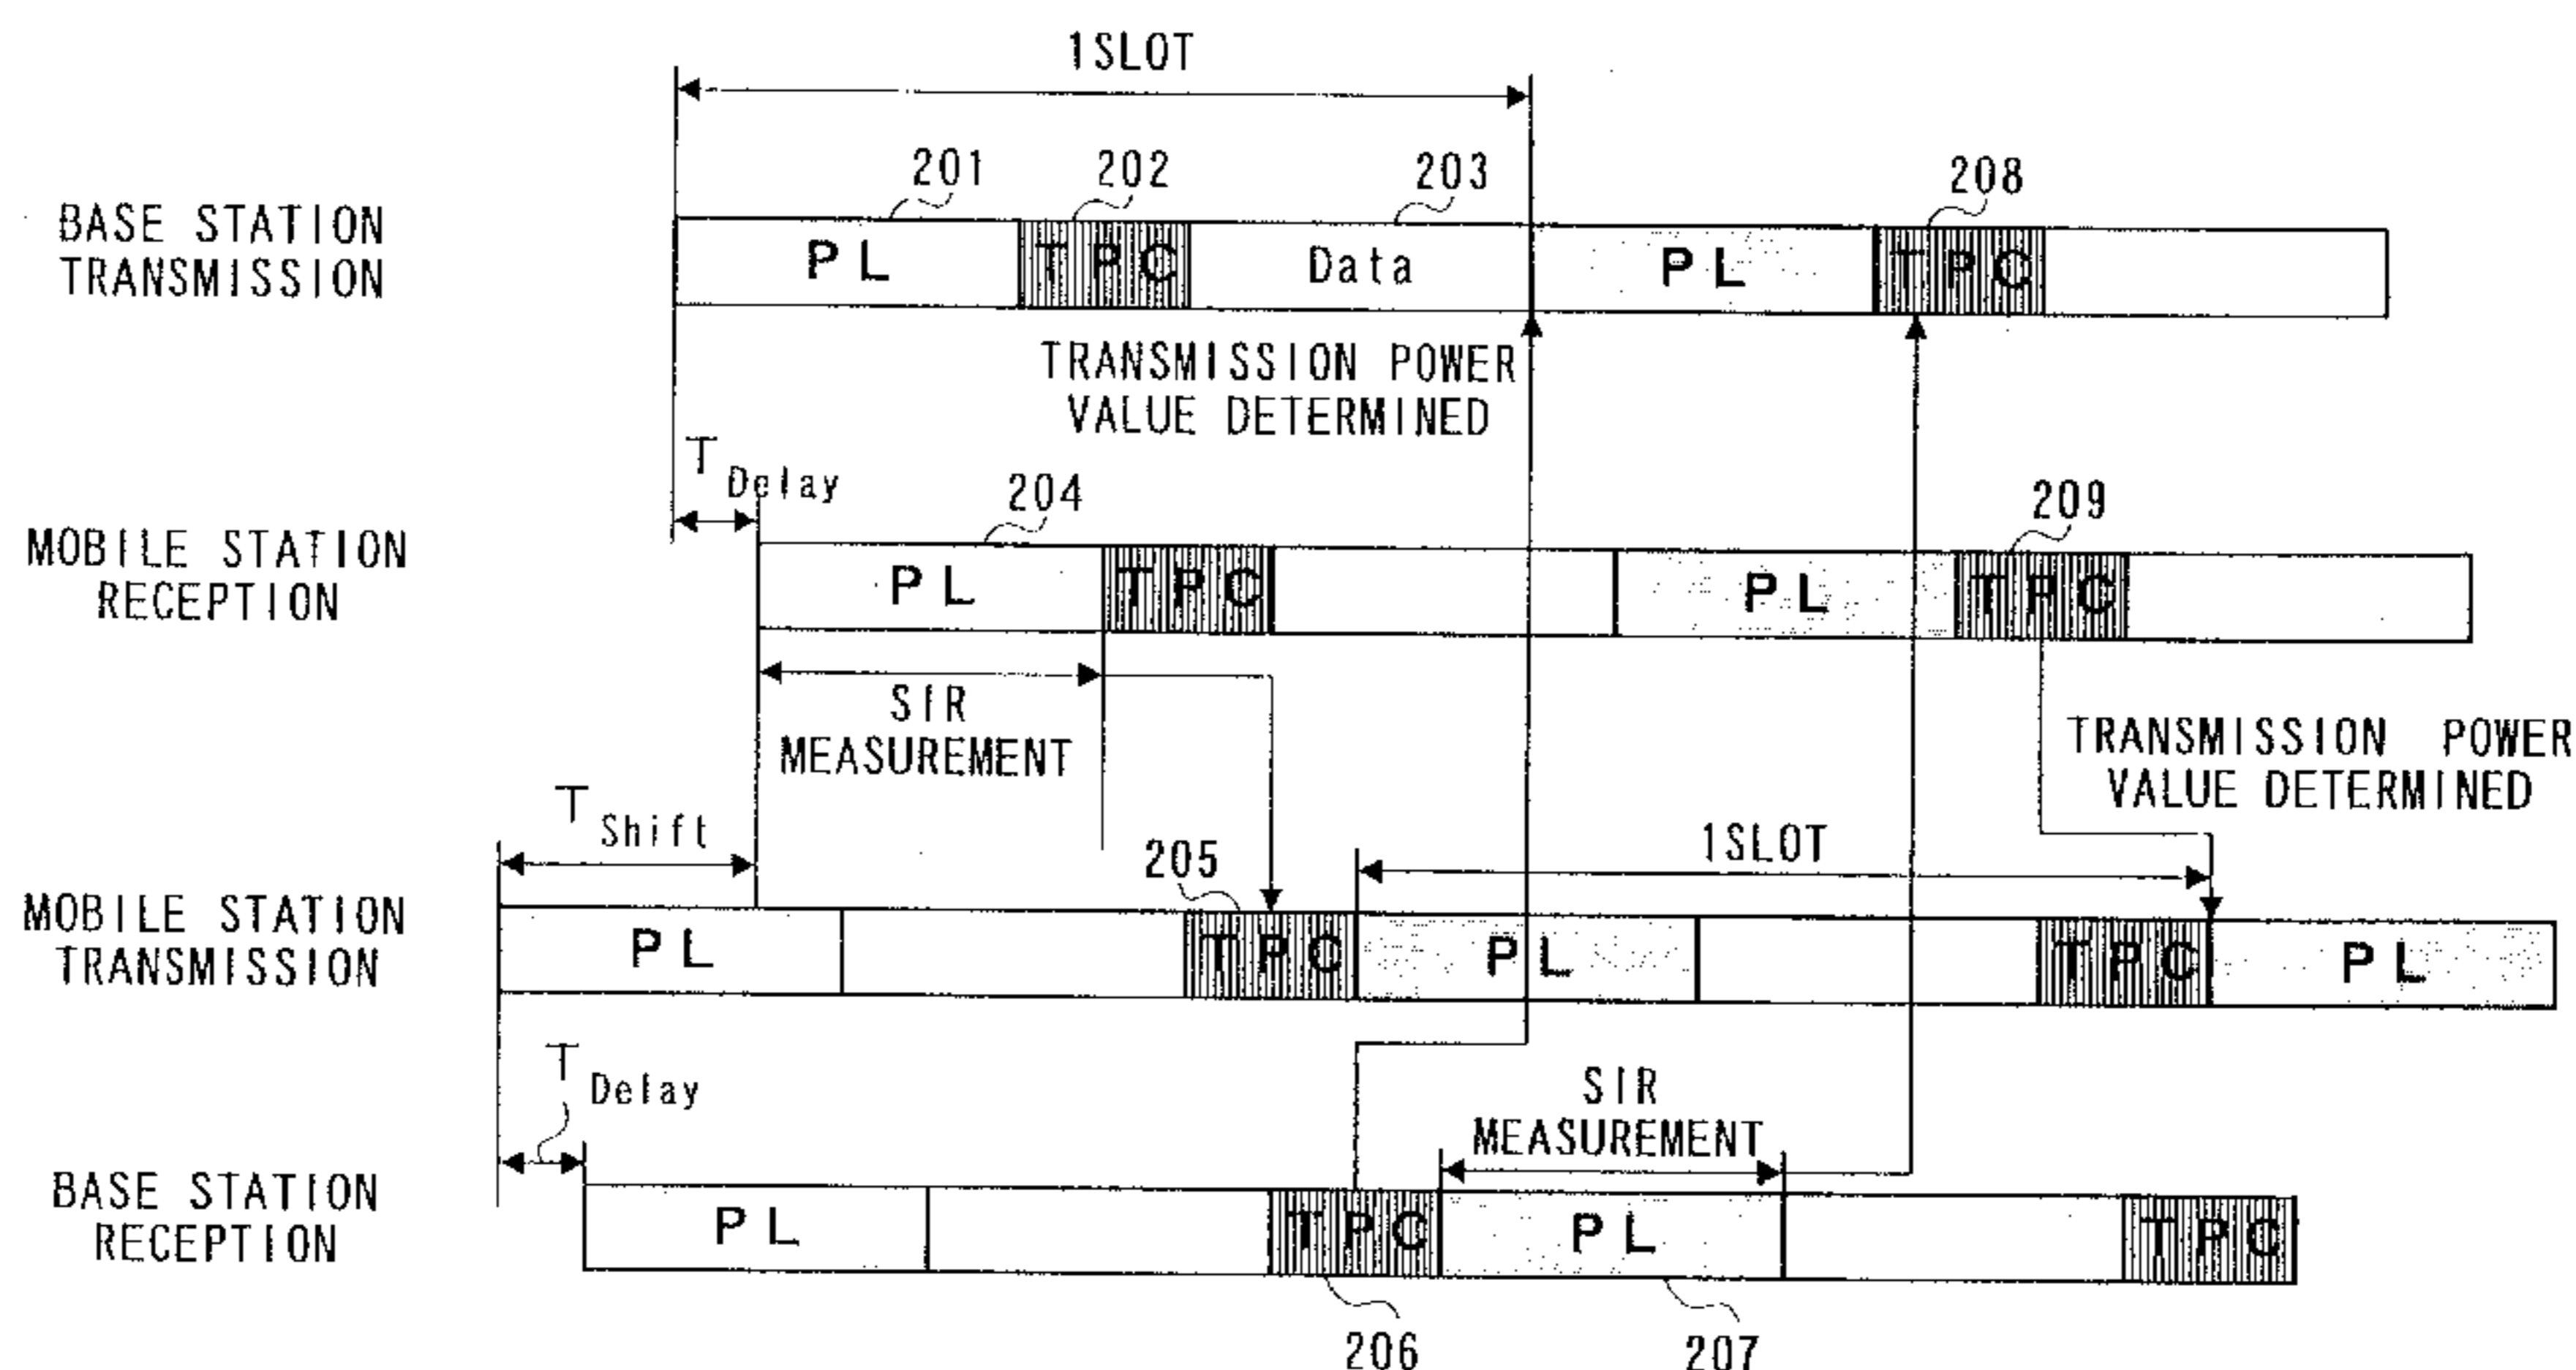 1SLOT
201 202 203 208
BASE STATION
TRANSMISSION
PL TPC Data PL TPC
TRANSMISSION POWER
VALUE DETERMINED
T Delay
204 209
MOBILE STATION
RECEPTION
PL TPC PL TPC
SIR
MEASUREMENT
TRANSMISSION POWER
VALUE DETERMINED
T Shift
205 1SLOT
MOBILE STATION
TRANSMISSION
PL TPC PL TPC PL
T Delay
SIR
MEASUREMENT
BASE STATION
RECEPTION
PL TPC PL TPC
206 207